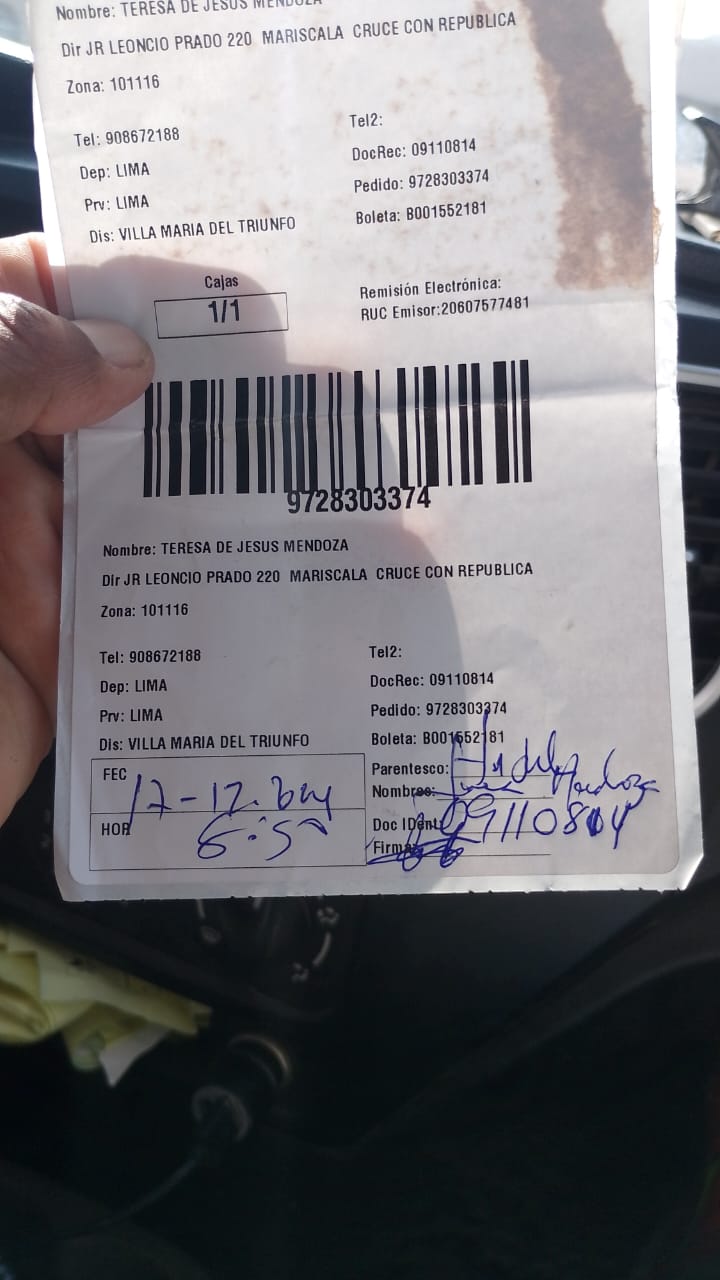 Nombre: TERESA DE JESUS MENDOZA
Dir JR LEONCIO PRADO 220 MARISCALA CRUCE CON REPUBLICA
Zona: 101116
Tel: 908672188
Dep: LIMA
Prv: LIMA
Dis: VILLA MARIA DEL TRIUNFO
Tel2:
DocRec: 09110814
Pedido: 9728303374
Boleta: B001552181
Cajas
1/1
Remisión Electrónica:
RUC Emisor:20607577481
9728303374
Nombre: TERESA DE JESUS MENDOZA
Dir JR LEONCIO PRADO 220 MARISCALA CRUCE CON REPUBLICA
Zona: 101116
Tel: 908672188
Dep: LIMA
Prv: LIMA
Dis: VILLA MARIA DEL TRIUNFO
Tel2:
DocRec: 09110814
Pedido: 9728303374
Boleta: B001552181
FEC
HOR
Parentesco:
Nombres: Mendoza
Doc IDent:
Firma